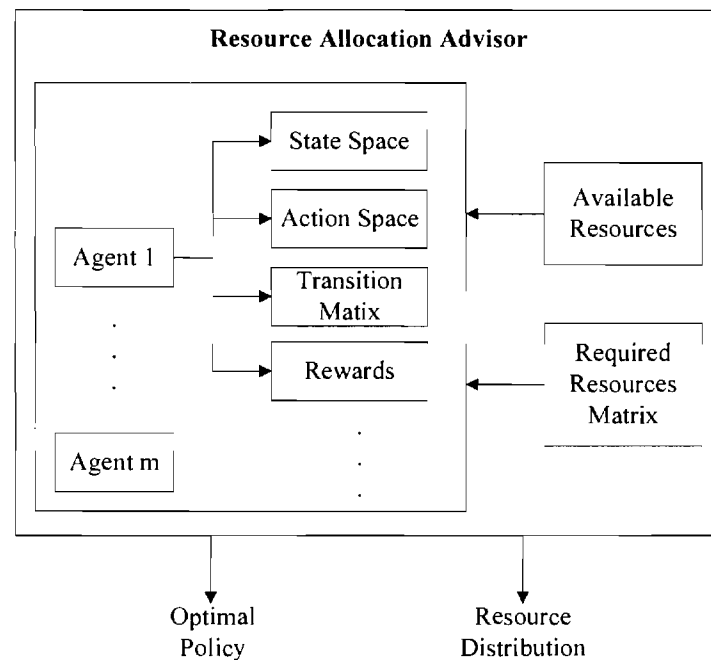 Resource Allocation Advisor
State Space
Action Space
Agent 1
Transition
Matix
Rewards
Agent m
Available
Resources
Required
Resources
Matrix
Optimal
Policy
Resource
Distribution